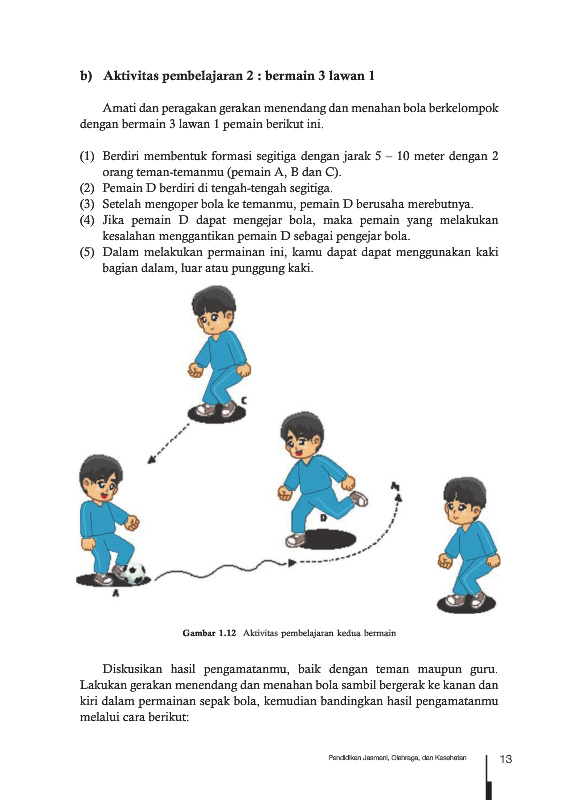 b) Aktivitas pembelajaran 2 : bermain 3 lawan 1
Amati dan peragakan gerakan menendang dan menahan bola berkelompok
dengan bermain 3 lawan 1 pemain berikut ini.
(1) Berdiri membentuk formasi segitiga dengan jarak 5 – 10 meter dengan 2
orang teman-temanmu (pemain A, B dan C).
(2) Pemain D berdiri di tengah-tengah segitiga.
(3) Setelah mengoper bola ke temanmu, pemain D berusaha merebutnya.
(4) Jika pemain D dapat mengejar bola, maka pemain yang melakukan
kesalahan menggantikan pemain D sebagai pengejar bola.
(5) Dalam melakukan permainan ini, kamu dapat dapat menggunakan kaki
bagian dalam, luar atau punggung kaki.
C
D
A
Gambar 1.12 Aktivitas pembelajaran kedua bermain
Diskusikan hasil pengamatanmu, baik dengan teman maupun guru.
Lakukan gerakan menendang dan menahan bola sambil bergerak ke kanan dan
kiri dalam permainan sepak bola, kemudian bandingkan hasil pengamatanmu
melalui cara berikut:
Pendidikan Jasmani, Olahraga, dan Kesehatan 13